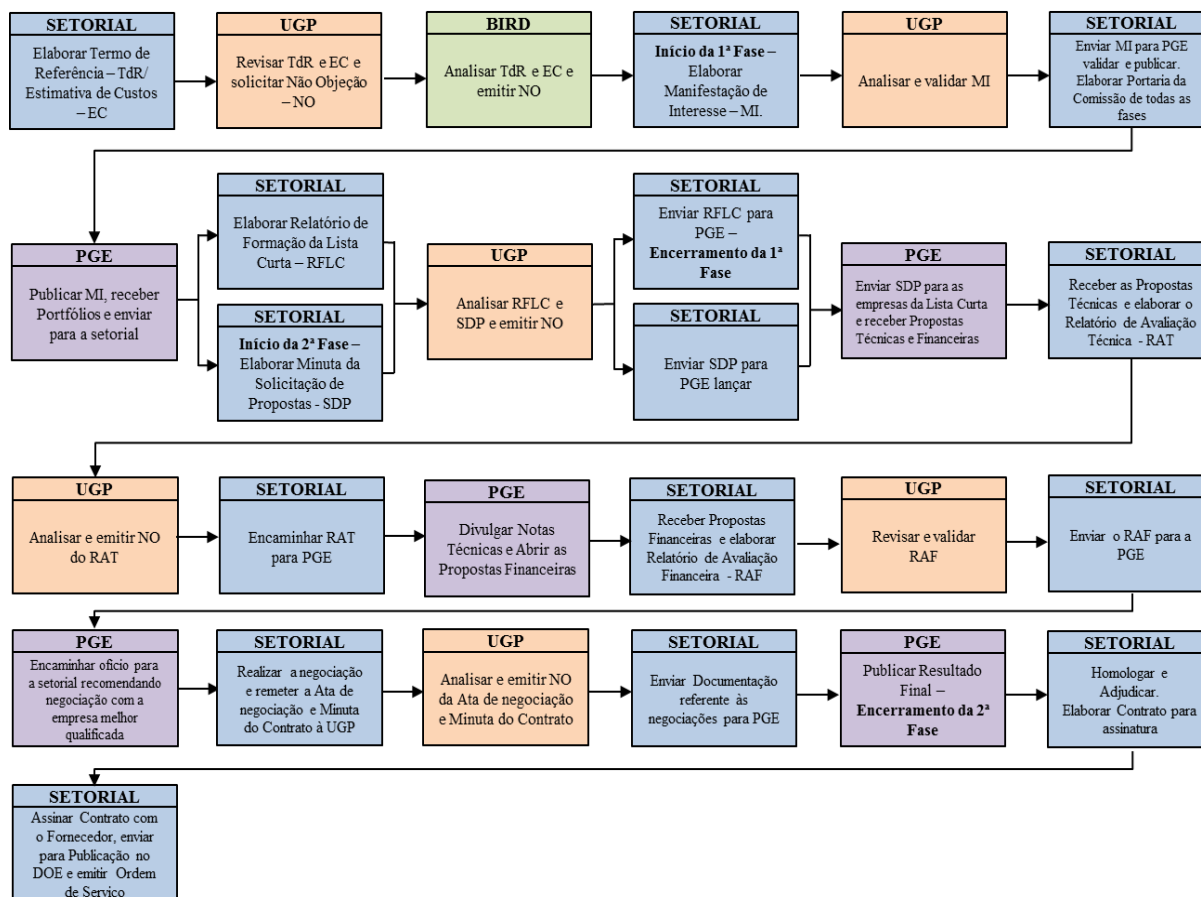 SETORIAL
Elaborar Termo de
Referência – TdR/
Estimativa de Custos
– EC
UGP
Revisar TdR e EC e
solicitar Não Objeção
– NO
BIRD
Analisar TdR e EC e
emitir NO
SETORIAL
Início da 1ª Fase –
Elaborar
Manifestação de
Interesse – MI.
UGP
Analisar e validar MI
SETORIAL
Enviar MI para PGE
validar e publicar.
Elaborar Portaria da
Comissão de todas as
fases
PGE
Publicar MI, receber
Portfólios e enviar
para a setorial
SETORIAL
Elaborar Relatório de
Formação da Lista
Curta – RFLC
SETORIAL
Início da 2ª Fase –
Elaborar Minuta da
Solicitação de
Propostas - SDP
UGP
Analisar RFLC e
SDP e emitir NO
SETORIAL
Enviar RFLC para
PGE –
Encerramento da 1ª
Fase
SETORIAL
Enviar SDP para
PGE lançar
PGE
Enviar SDP para as
empresas da Lista Curta
e receber Propostas
Técnicas e Financeiras
SETORIAL
Receber as Propostas
Técnicas e elaborar o
Relatório de Avaliação
Técnica - RAT
UGP
Analisar e emitir NO
do RAT
SETORIAL
Encaminhar RAT
para PGE
PGE
Divulgar Notas
Técnicas e Abrir as
Propostas Financeiras
SETORIAL
Receber Propostas
Financeiras e elaborar
Relatório de Avaliação
Financeira - RAF
UGP
Revisar e validar
RAF
SETORIAL
Enviar o RAF para a
PGE
PGE
Encaminhar ofício para
a setorial recomendando
negociação com a
empresa melhor
qualificada
SETORIAL
Realizar a negociação
e remeter a Ata de
negociação e Minuta
do Contrato à UGP
UGP
Analisar e emitir NO
da Ata de negociação
e Minuta do Contrato
SETORIAL
Enviar Documentação
referente às
negociações para PGE
PGE
Publicar Resultado
Final –
Encerramento da 2ª
Fase
SETORIAL
Homologar e
Adjudicar.
Elaborar Contrato para
assinatura
SETORIAL
Assinar Contrato com
o Fornecedor, enviar
para Publicação no
DOE e emitir Ordem
de Serviço